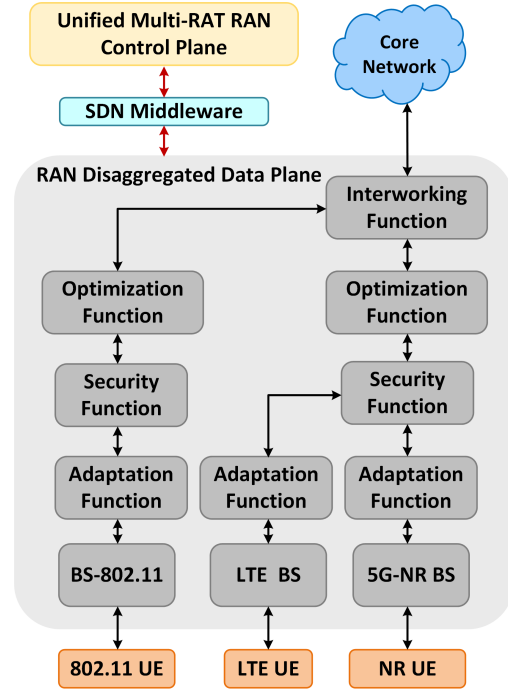 Unified Multi-RAT RAN
Control Plane
Core
Network
SDN Middleware
RAN Disaggregated Data Plane
Interworking
Function
Optimization
Function
Optimization
Function
Security
Function
Security
Function
Adaptation
Function
Adaptation
Function
Adaptation
Function
BS-802.11
LTE BS
5G-NR BS
802.11 UE
LTE UE
NR UE